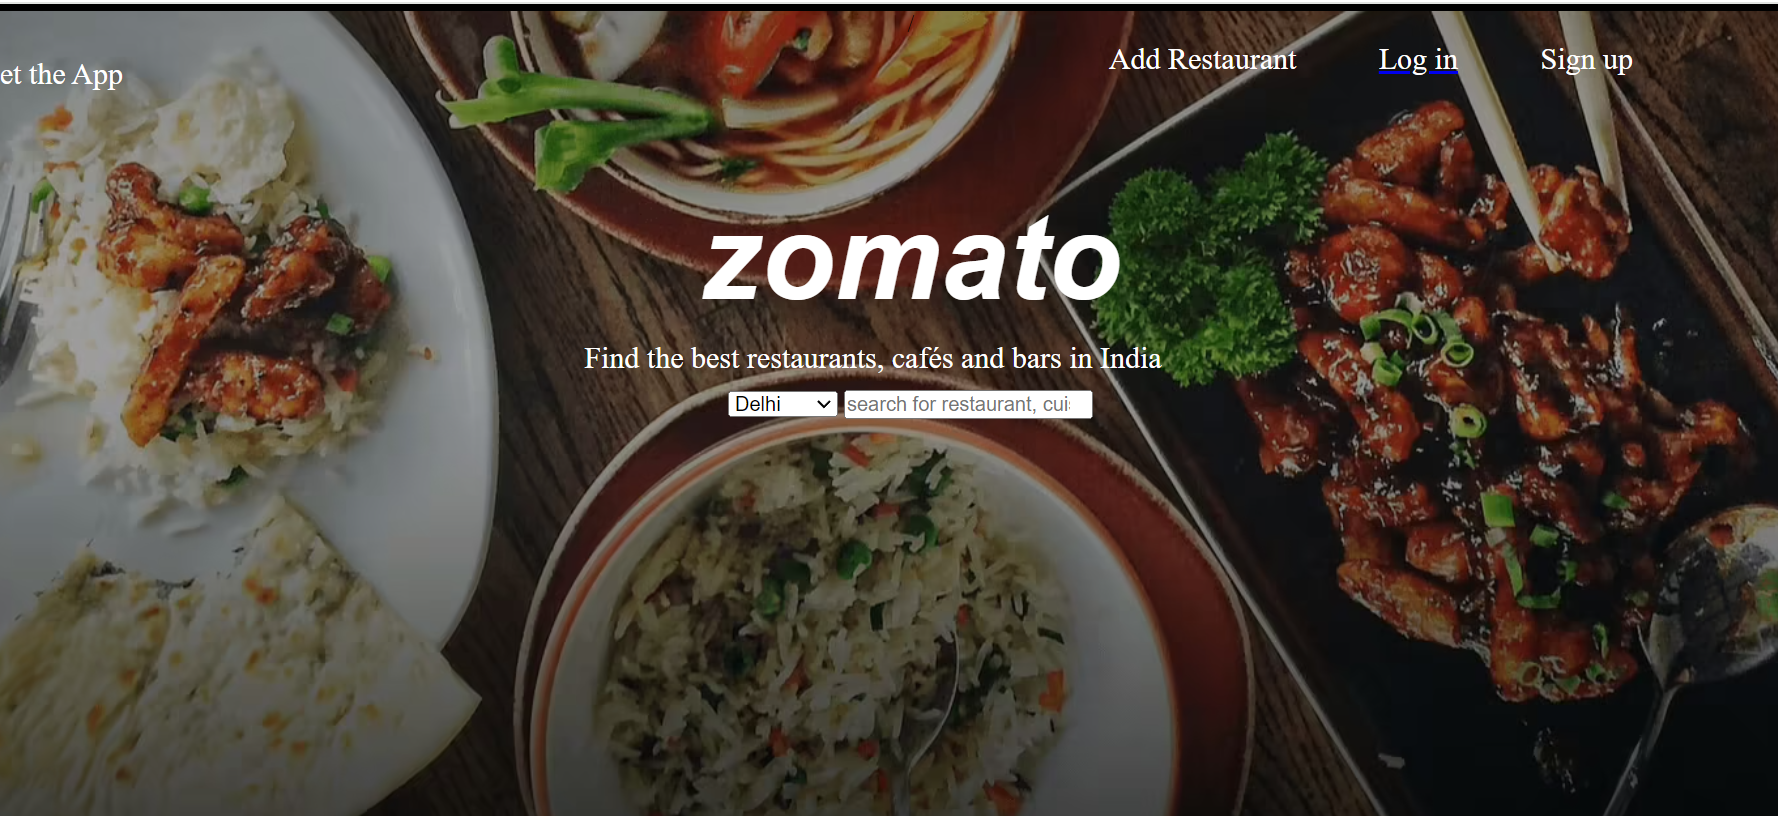 et the App
Add Restaurant
Log in
Sign up
zomato
Find the best restaurants, cafés and bars in India
Delhi
search for restaurant, cui